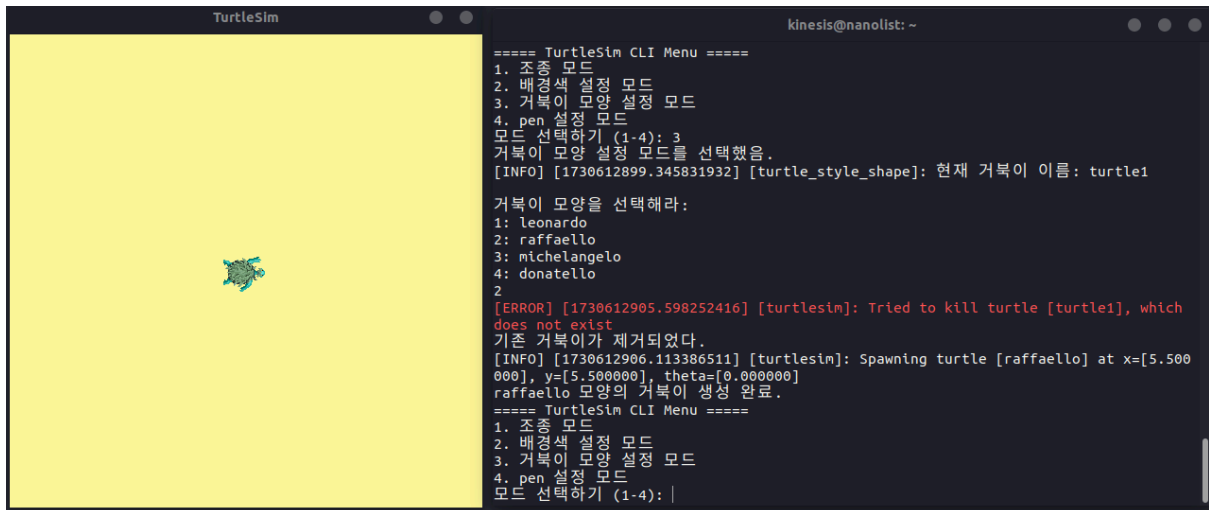 TurtleSim
kinesis@nanolist: ~
===== TurtleSim CLI Menu =====
1. 조종 모드
2. 배경색 설정 모드
3. 거북이 모양 설정 모드
4. pen 설정 모드
모드 선택하기 (1-4): 3
거북이 모양 설정 모드를 선택했음.
[INFO] [1730612899.345831932] [turtle_style_shape]: 현재 거북이 이름: turtle1
거북이 모양을 선택해라:
1: leonardo
2: raffaello
3: michelangelo
4: donatello
2
[ERROR] [1730612905.598252416] [turtlesim]: Tried to kill turtle [turtle1], which
does not exist
기존 거북이가 제거되었다.
[INFO] [1730612906.113386511] [turtlesim]: Spawning turtle [raffaello] at x=[5.500
000], y=[5.500000], theta=[0.000000]
raffaello 모양의 거북이 생성 완료.
===== TurtleSim CLI Menu =====
1. 조종 모드
2. 배경색 설정 모드
3. 거북이 모양 설정 모드
4. pen 설정 모드
모드 선택하기 (1-4):